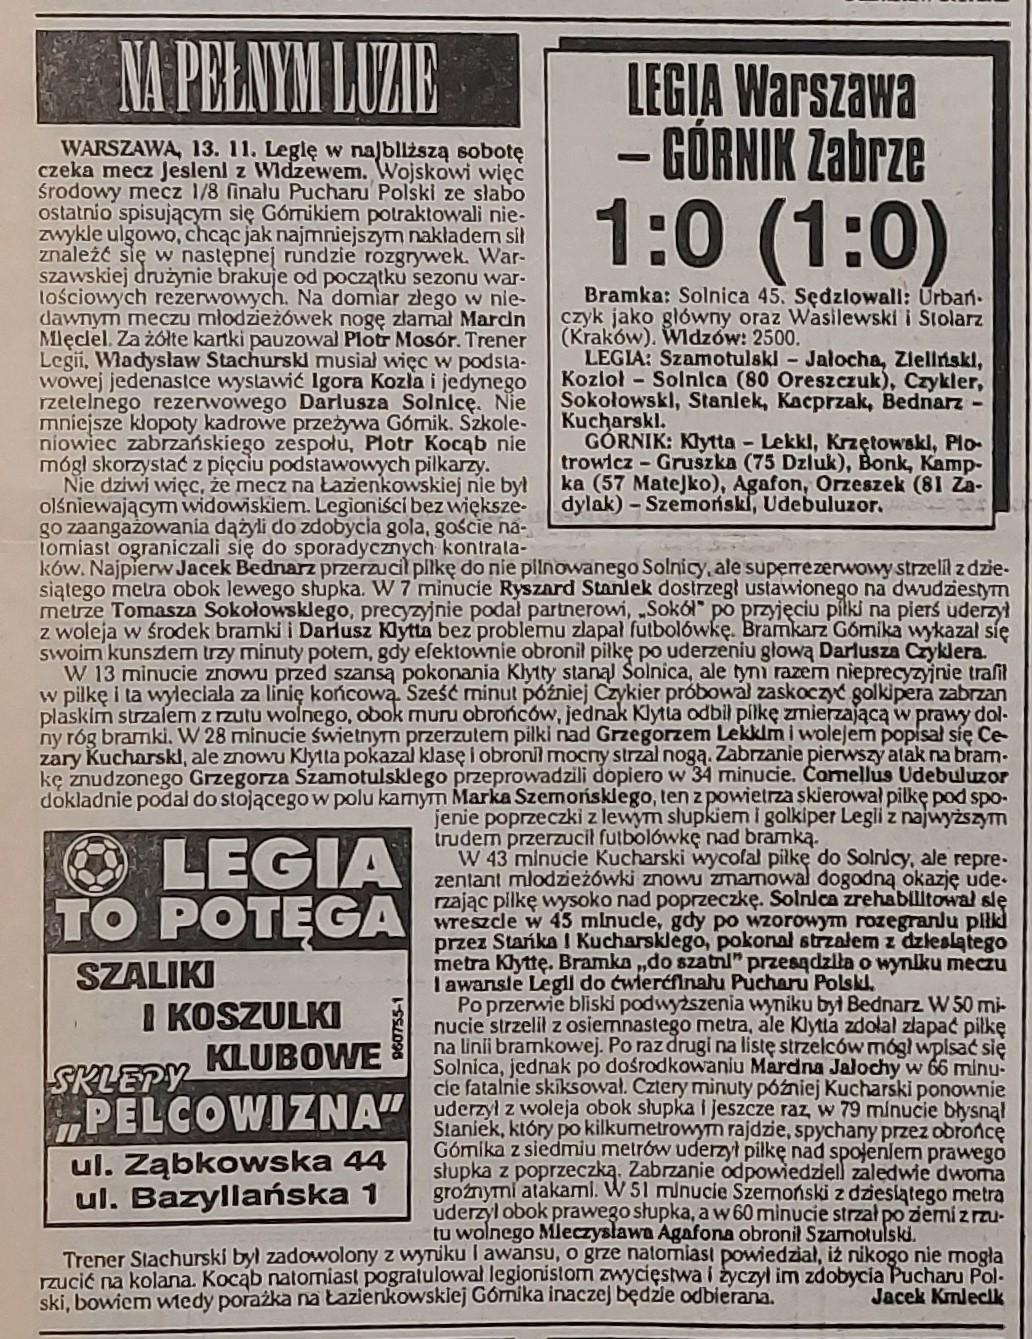 NA PEŁNYM LUZIE
WARSZAWA, 13. 11. Legię w najbliższą sobotę
czeka mecz jesieni z Widzewem. Wojskowi więc
środowy mecz 1/8 finału Pucharu Polski ze słabo
ostatnio spisującym się Górnikiem potraktowali nie-
zwykle ulgowo, chcąc jak najmniejszym nakładem sił
znaleźć się w następnej rundzie rozgrywek. War-
szawskiej drużynie brakuje od początku sezonu war-
tościowych rezerwowych. Na domiar złego w nie-
dawnym meczu młodzieżówek nogę złamał Marcin
Mięciel. Za żółte kartki pauzował Piotr Mosór. Trener
Legii, Władysław Stachurski musiał więc w podsta-
wowej jedenastce wystawić Igora Kozła i jedynego
rzetelnego rezerwowego Dariusza Solnicę. Nie
mniejsze kłopoty kadrowe przeżywa Górnik. Szkole-
niowiec zabrzańskiego zespołu, Piotr Kocąb nie
mógł skorzystać z pięciu podstawowych piłkarzy.
Nie dziwi więc, że mecz na Łazienkowskiej nie był
olśniewającym widowiskiem. Legioniści bez większe-
go zaangażowania dążyli do zdobycia gola, goście na-
tomiast ograniczali się do sporadycznych kontrata-
LEGIA Warszawa
– GÓRNIK Zabrze
1:0 (1:0)
Bramka: Solnica 45. Sędziowali: Urbań-
czyk jako główny oraz Wasilewski i Stolarz
(Kraków). Widzów: 2500.
LEGIA: Szamotulski – Jałocha, Zieliński,
Kozioł – Solnica (80 Oreszczuk), Czykier,
Sokołowski, Staniek, Kacprzak, Bednarz –
Kucharski.
GÓRNIK: Klytta – Lekki, Krzętowski, Pio-
trowicz – Gruszka (75 Dziuk), Bonk, Kamp-
ka (57 Matejko), Agafon, Orzeszek (81 Za-
dylak) – Szemoński, Udebuluzor.
ków. Najpierw Jacek Bednarz przerzucił piłkę do nie pilnowanego Solnicy, ale superrezerwowy strzelił z dzie-
siątego metra obok lewego słupka. W 7 minucie Ryszard Staniek dostrzegł ustawionego na dwudziestym
metrze Tomasza Sokołowskiego, precyzyjnie podał partnerowi, „Sokół" po przyjęciu piłki na pierś uderzył
z woleja w środek bramki i Dariusz Klytta bez problemu złapał futbolówkę. Bramkarz Górnika wykazał się
swoim kunsztem trzy minuty potem, gdy efektownie obronił piłkę po uderzeniu głową Dariusza Czykiera.
W 13 minucie znowu przed szansą pokonania Klytty stanął Solnica, ale tym razem nieprecyzyjnie trafił
w piłkę i ta wyleciała za linię końcową. Sześć minut później Czykier próbował zaskoczyć golkipera zabrzan
płaskim strzałem z rzutu wolnego, obok muru obrońców, jednak Klytta odbił piłkę zmierzającą w prawy dol-
ny róg bramki. W 28 minucie świetnym przerzutem piłki nad Grzegorzem Lekkim i wolejem popisał się Ce-
zary Kucharski, ale znowu Klytta pokazał klasę i obronił mocny strzał nogą. Zabrzanie pierwszy atak na bram-
kę znudzonego Grzegorza Szamotulskiego przeprowadzili dopiero w 34 minucie. Cornelius Udebuluzor
dokładnie podał do stojącego w polu karnym Marka Szemońskiego, ten z powietrza skierował piłkę pod spo-
jenie poprzeczki z lewym słupkiem i golkiper Legii z najwyższym
trudem przerzucił futbolówkę nad bramką.
W 43 minucie Kucharski wycofał piłkę do Solnicy, ale repre-
zentant młodzieżówki znowu zmarnował dogodną okazję ude-
rzając piłkę wysoko nad poprzeczkę. Solnica zrehabilitował się
wreszcie w 45 minucie, gdy po wzorowym rozegraniu piłki
przez Stańka i Kucharskiego, pokonał strzałem z dziesiątego
metra Klyttę. Bramka „do szatni" przesądziła o wyniku meczu
i awansie Legii do ćwierćfinału Pucharu Polski.
Po przerwie bliski podwyższenia wyniku był Bednarz. W 50 mi-
nucie strzelił z osiemnastego metra, ale Klytta zdołał złapać piłkę
na linii bramkowej. Po raz drugi na listę strzelców mógł wpisać się
Solnica, jednak po dośrodkowaniu Marcina Jałochy w 66 minu-
cie fatalnie skiksował. Cztery minuty później Kucharski ponownie
uderzył z woleja obok słupka i jeszcze raz, w 79 minucie błysnął
Staniek, który po kilkumetrowym rajdzie, spychany przez obrońcę
Górnika z siedmiu metrów uderzył piłkę nad spojeniem prawego
słupka z poprzeczką. Zabrzanie odpowiedzieli zaledwie dwoma
groźnymi atakami. W 51 minucie Szemoński z dziesiątego metra
uderzył obok prawego słupka, a w 60 minucie strzał po ziemi z rzu-
tu wolnego Mieczysława Agafona obronił Szamotulski.
LEGIA
TO POTĘGA
SZALIKI
I KOSZULKI
KLUBOWE
960755-1
SKLEPY
„PELCOWIZNA"
ul. Ząbkowska 44
ul. Bazyliańska 1
Trener Stachurski był zadowolony z wyniku i awansu, o grze natomiast powiedział, iż nikogo nie mogła
rzucić na kolana. Kocąb natomiast pogratulował legionistom zwycięstwa i życzył im zdobycia Pucharu Pol-
ski, bowiem wtedy porażka na Łazienkowskiej Górnika inaczej będzie odbierana. Jacek Kmiecik